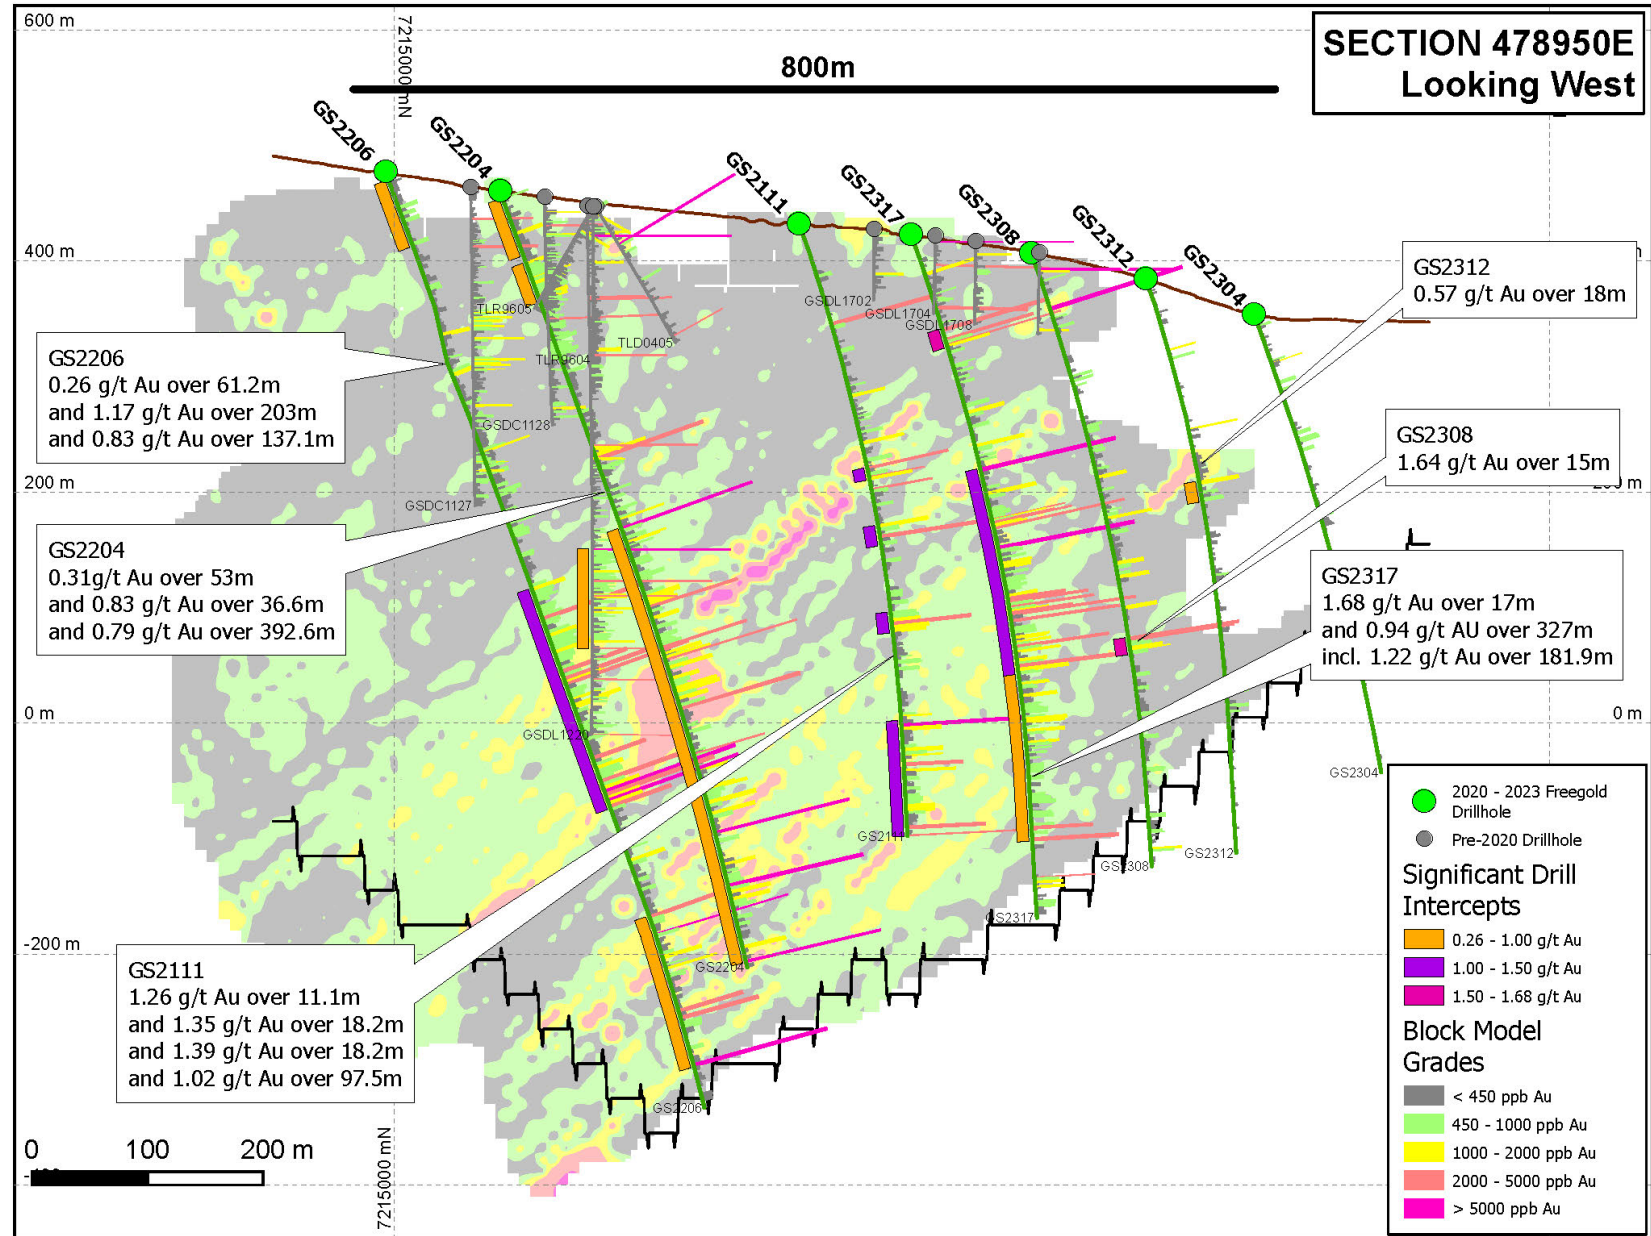 600 m
7215000 mN
800m
SECTION 478950E
Looking West
GS2206
GS2204
GS2111
GS2317
GS2308
GS2312
GS2304
400 m
GS2312
0.57 g/t Au over 18m
GSDL1702
GSDL1704
GSDL1708
TLR9605
TLR9604
TLD0405
GS2206
0.26 g/t Au over 61.2m
and 1.17 g/t Au over 203m
and 0.83 g/t Au over 137.1m
GSDC1128
GS2308
1.64 g/t Au over 15m
200 m
GSDC1127
GS2204
0.31g/t Au over 53m
and 0.83 g/t Au over 36.6m
and 0.79 g/t Au over 392.6m
GS2317
1.68 g/t Au over 17m
and 0.94 g/t AU over 327m
incl. 1.22 g/t Au over 181.9m
0 m
0 m
GSDL1220
GS2304
GS2111
GS2308
GS2312
GS2317
-200 m
GS2204
GS2111
1.26 g/t Au over 11.1m
and 1.35 g/t Au over 18.2m
and 1.39 g/t Au over 18.2m
and 1.02 g/t Au over 97.5m
GS2206
7215000 mN
0 100 200 m
2020 - 2023 Freegold
Drillhole
Pre-2020 Drillhole
Significant Drill
Intercepts
0.26 - 1.00 g/t Au
1.00 - 1.50 g/t Au
1.50 - 1.68 g/t Au
Block Model
Grades
< 450 ppb Au
450 - 1000 ppb Au
1000 - 2000 ppb Au
2000 - 5000 ppb Au
> 5000 ppb Au